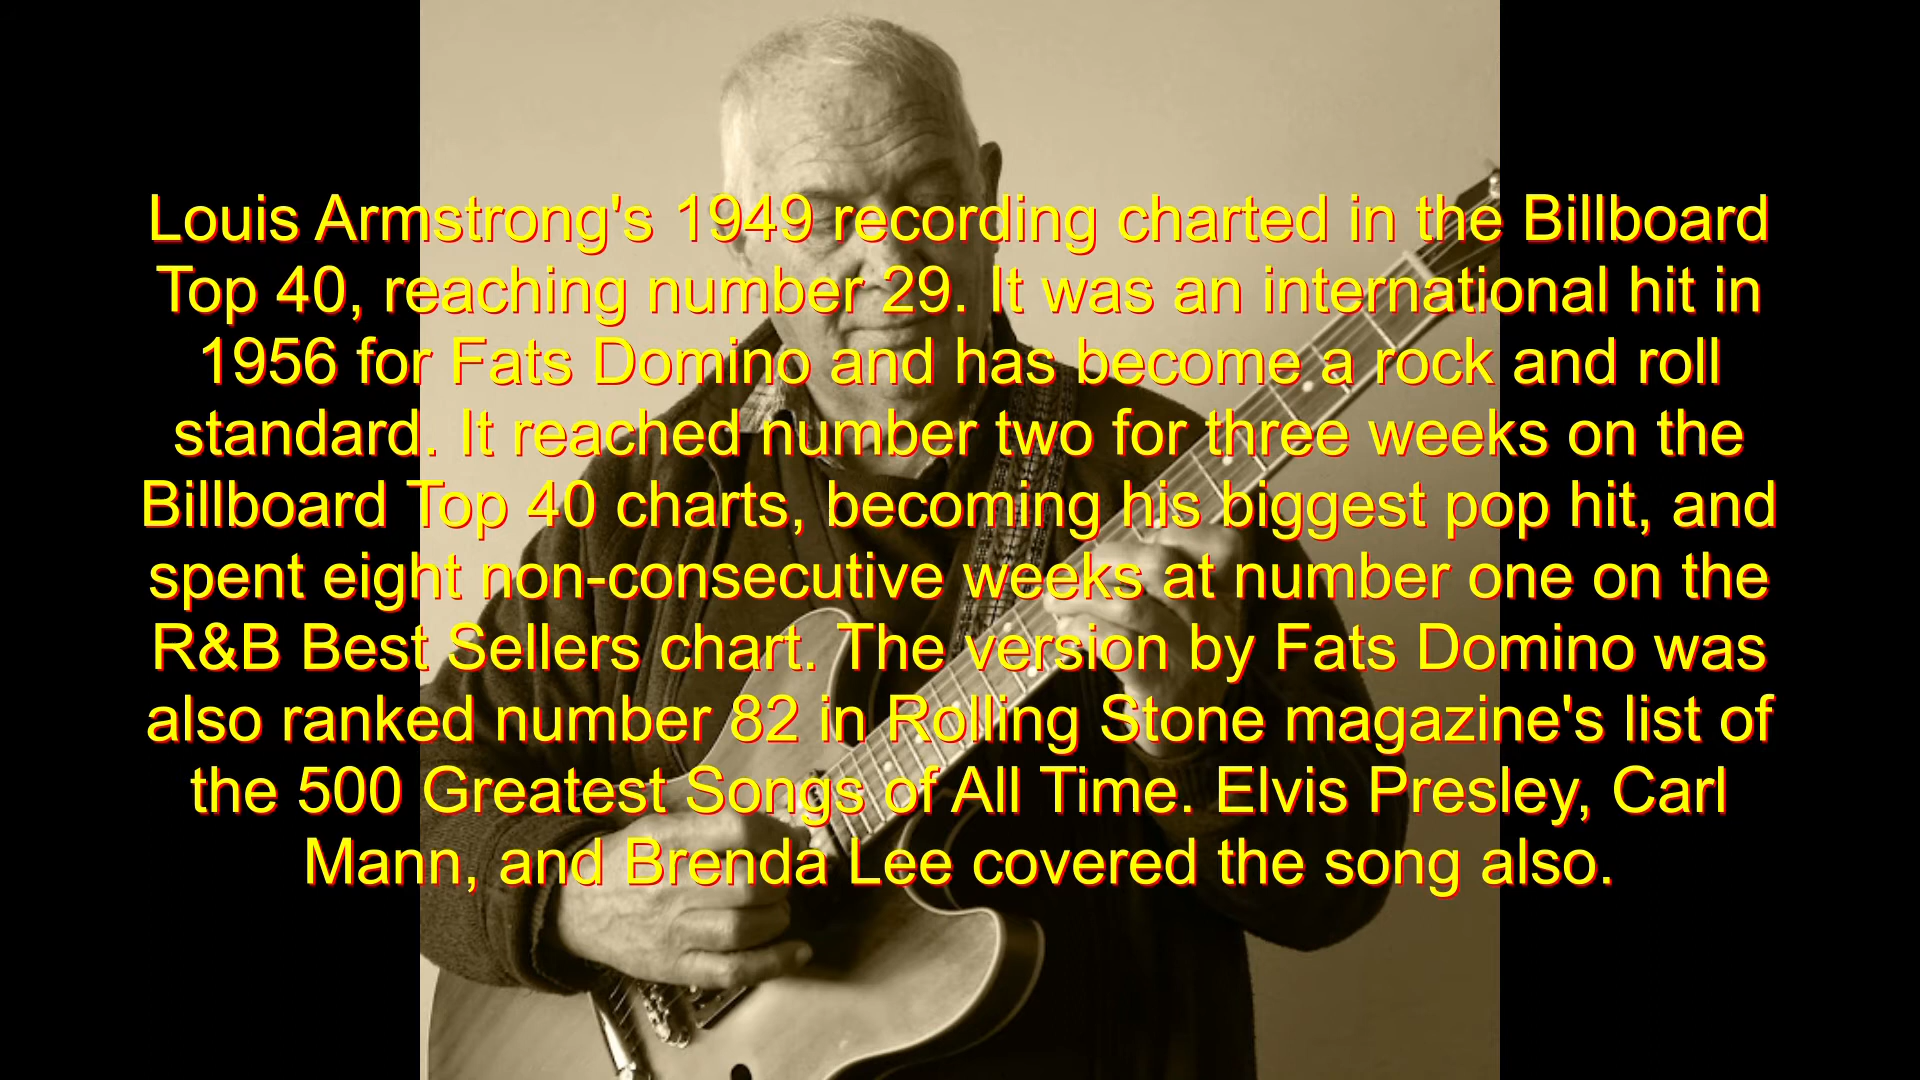 Louis Armstrong's 1949 recording charted in the Billboard
Top 40, reaching number 29. It was an international hit in
1956 for Fats Domino and has become a rock and roll
standard. It reached number two for three weeks on the
Billboard Top 40 charts, becoming his biggest pop hit, and
spent eight non-consecutive weeks at number one on the
R&B Best Sellers chart. The version by Fats Domino was
also ranked number 82 in Rolling Stone magazine's list of
the 500 Greatest Songs of All Time. Elvis Presley, Carl
Mann, and Brenda Lee covered the song also.